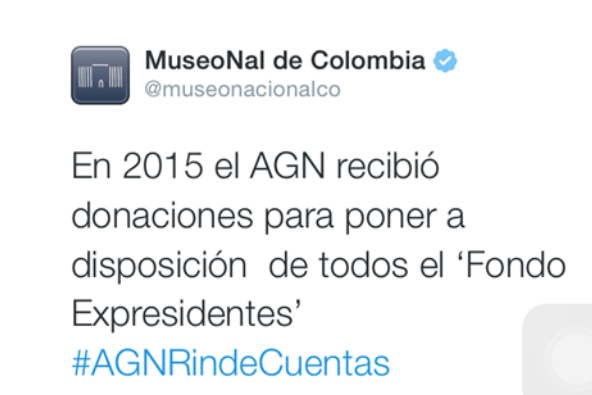 MuseoNal de Colombia
@museonacionalco
En 2015 el AGN recibió
donaciones para poner a
disposición  de todos el ‘Fondo
Expresidentes’
#AGNRindeCuentas